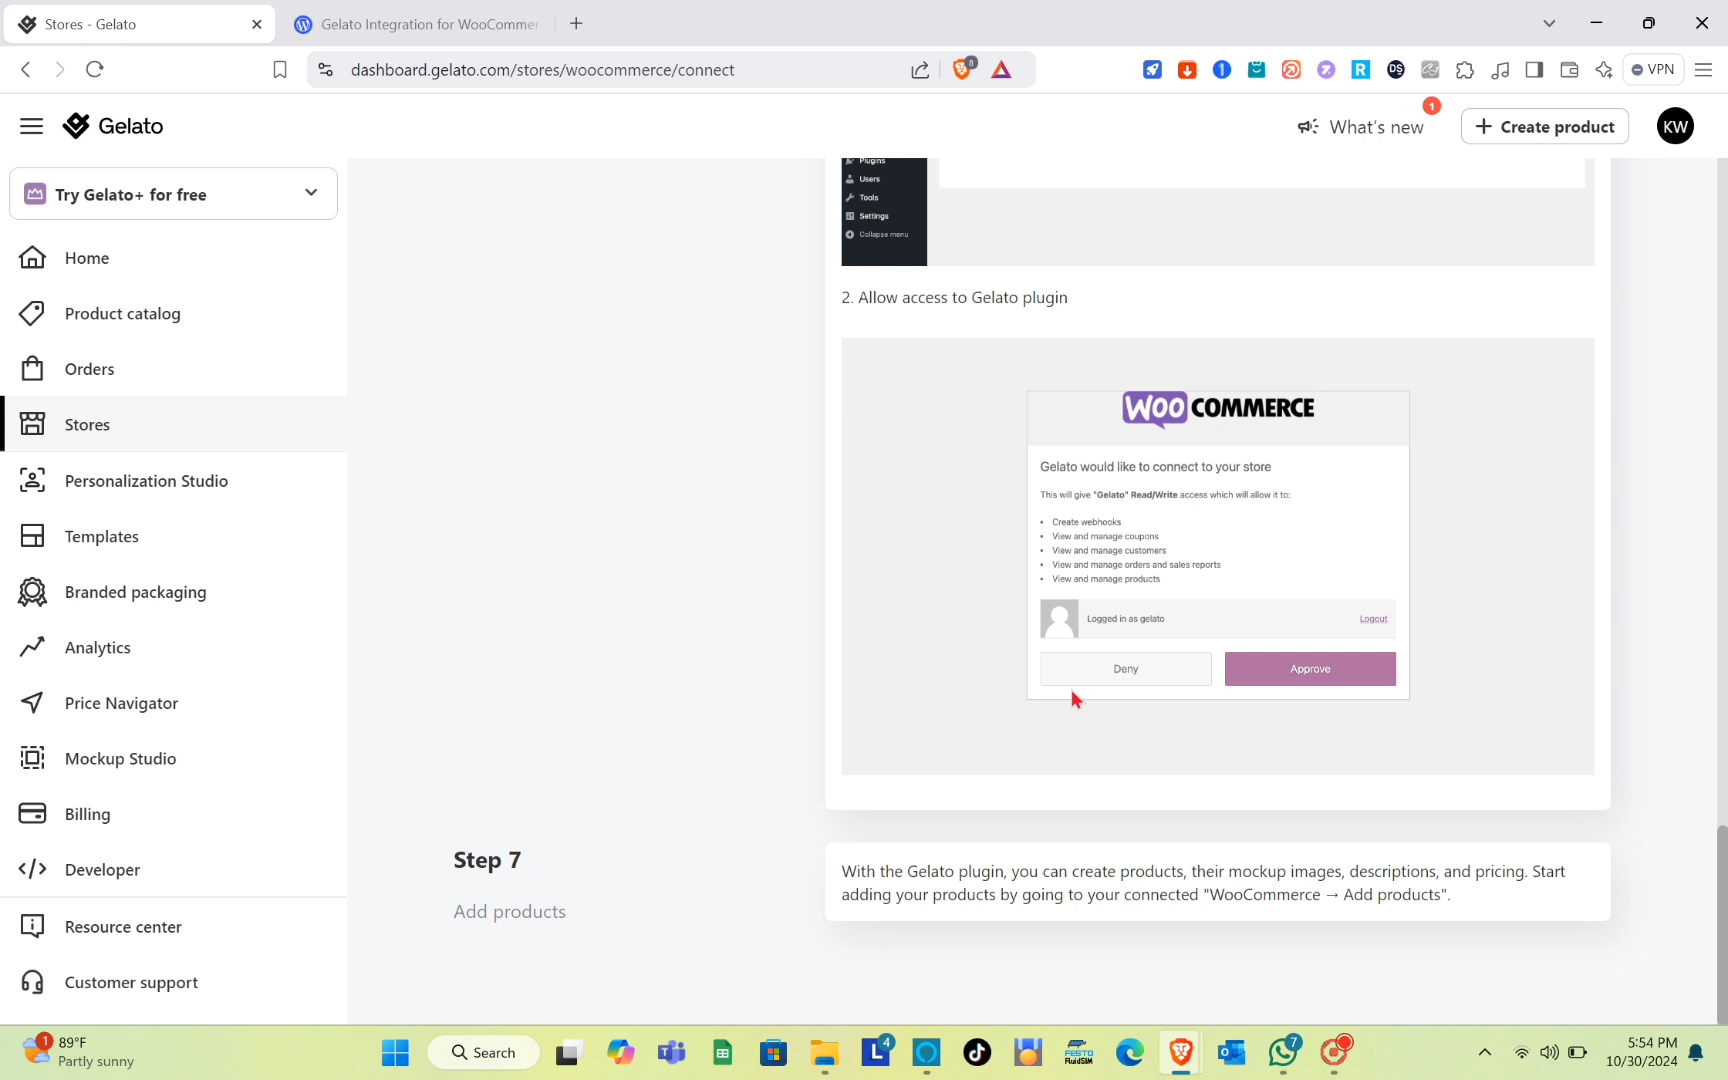 Stores - Gelato
Gelato Integration for WooCommer
dashboard.gelato.com/stores/woocommerce/connect
8
VPN
Gelato
What's new
1
Create product
KW
Try Gelato+ for free
Home
Product catalog
Orders
Stores
Personalization Studio
Templates
Branded packaging
Analytics
Price Navigator
Mockup Studio
Billing
Developer
Resource center
Customer support
Plugins
Users
Tools
Settings
Collapse menu
2. Allow access to Gelato plugin
WOO COMMERCE
Gelato would like to connect to your store
This will give "Gelato" Read/Write access which will allow it to:
• Create webhooks
• View and manage coupons
• View and manage customers
• View and manage orders and sales reports
• View and manage products
Logged in as gelato
Logout
Deny
Approve
Step 7
Add products
With the Gelato plugin, you can create products, their mockup images, descriptions, and pricing. Start
adding your products by going to your connected "WooCommerce → Add products".
1
89°F
Partly sunny
Search
L
4
FESTO
FluidSIM
7
5:54 PM
10/30/2024